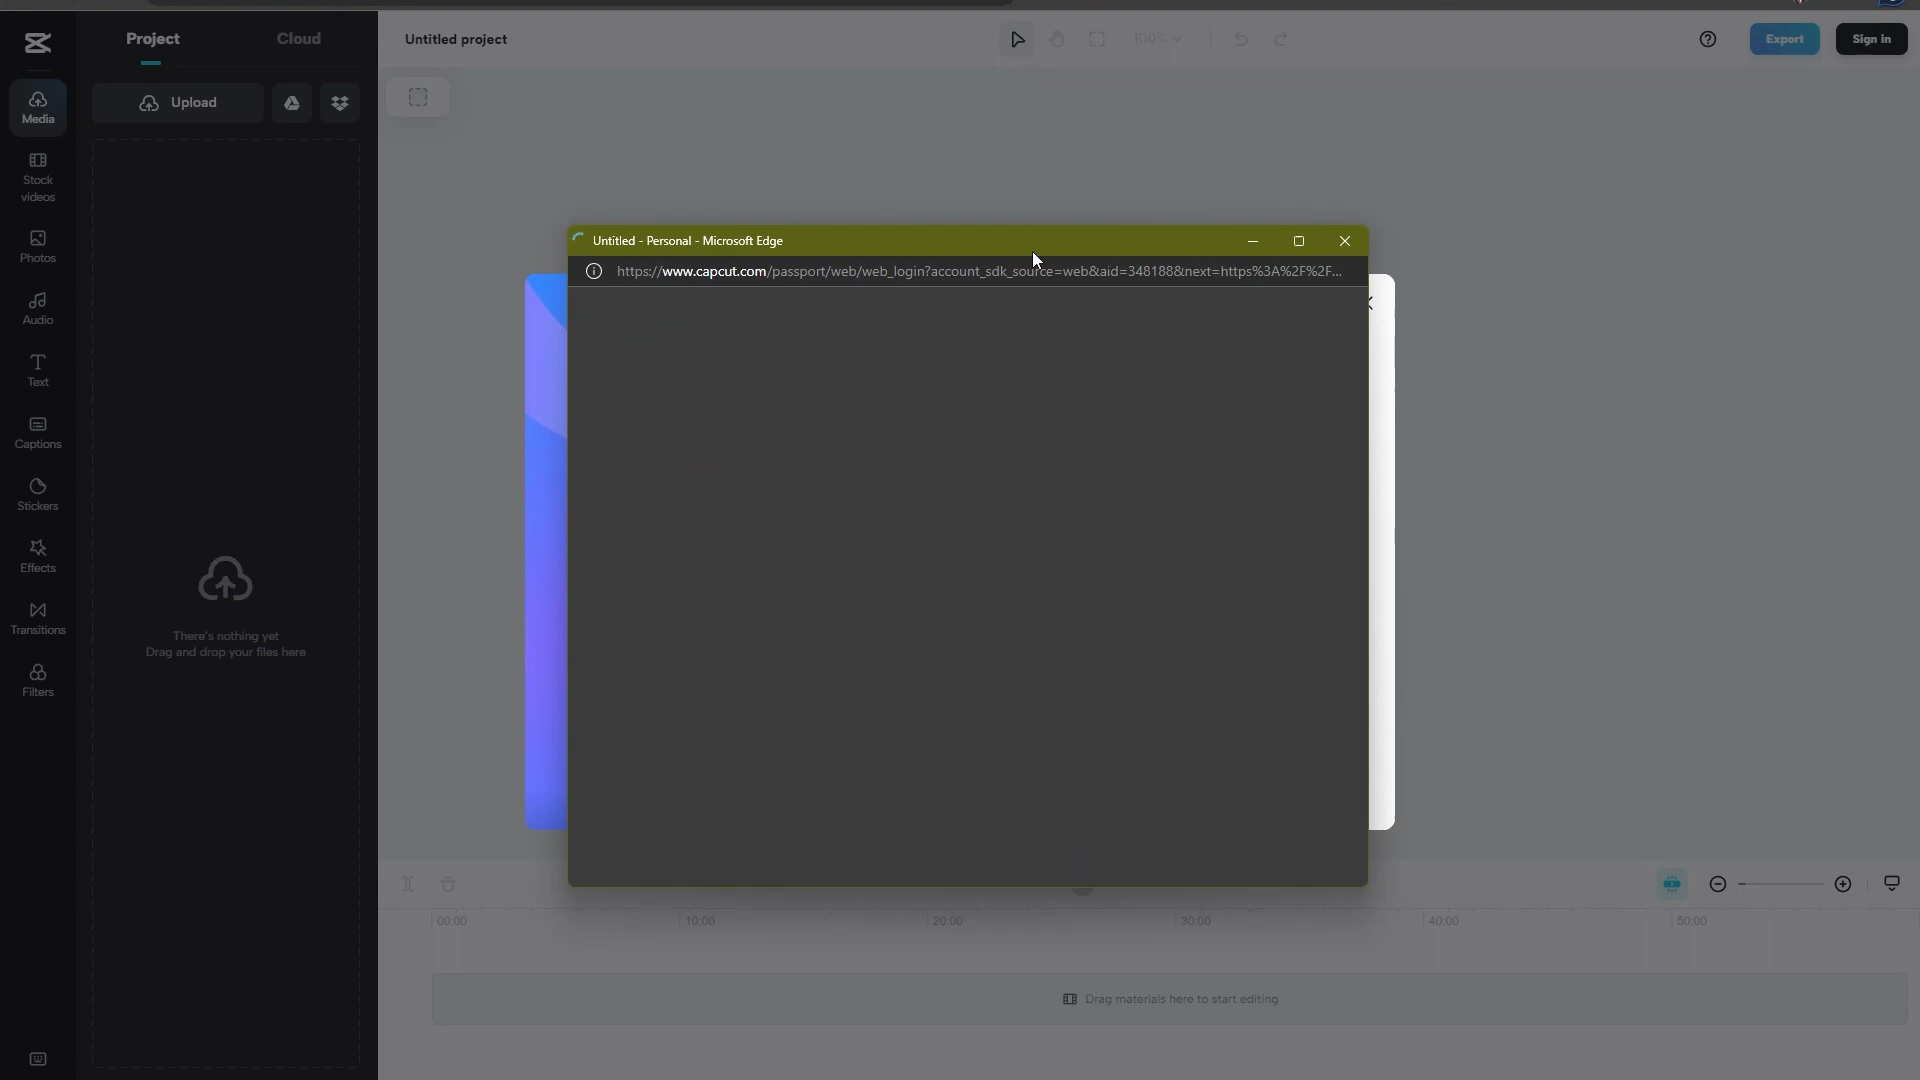 Project
Cloud
Untitled project
100%
Export
Sign in
Upload
Media
Stock
videos
Photos
Audio
Text
Captions
Stickers
Effects
Transitions
Filters
There's nothing yet
Drag and drop your files here
Untitled - Personal - Microsoft Edge
https://www.capcut.com/passport/web/web_login?account_sdk_source=web&aid=348188&next=https%3A%2F%2F...
00:00
10:00
20:00
30:00
40:00
50:00
Drag materials here to start editing